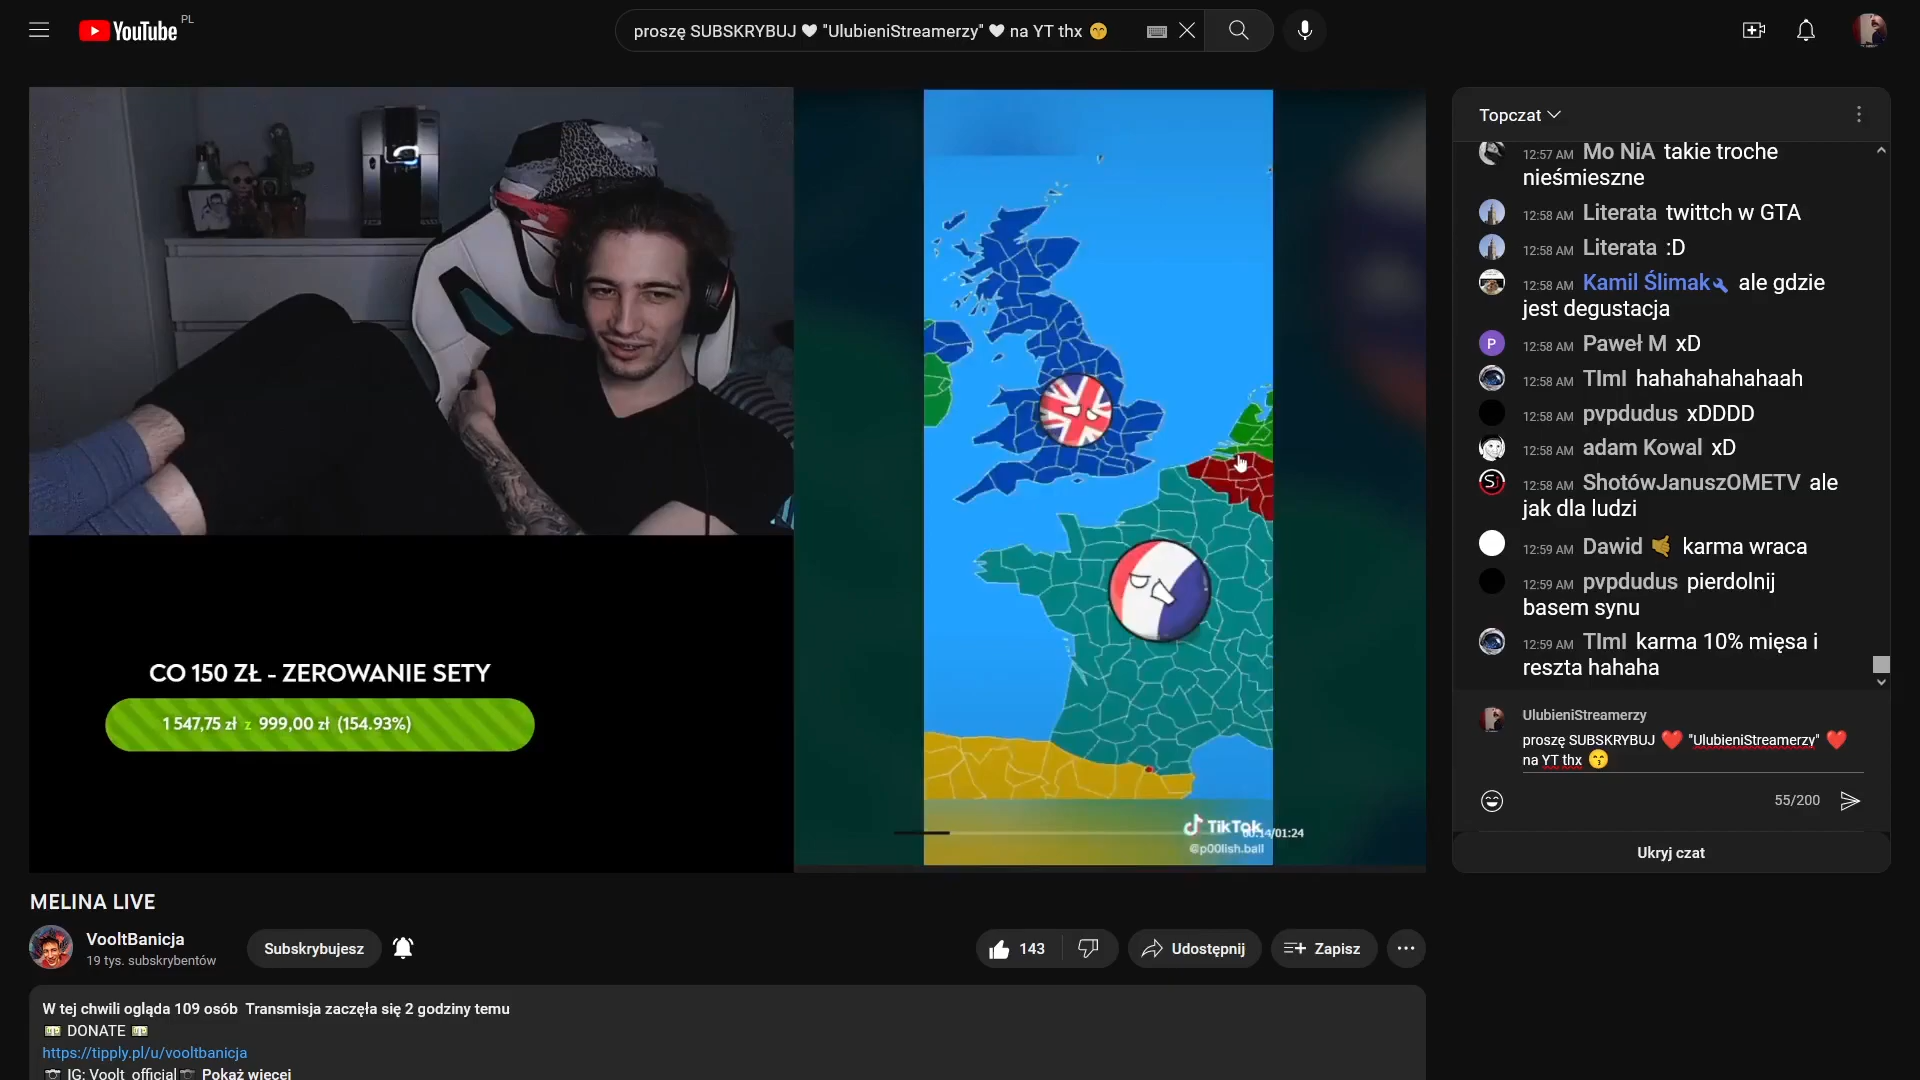 YouTube PL
proszę SUBSKRYBUJ 🤍 "UlubieniStreamerzy" 🤍 na YT thx 😙
CO 150 ZŁ - ZEROWANIE SETY
1 547,75 zł z 999,00 zł (154.93%)
TikTok
/01:24
@p00lish.ball
Topczat
12:57 AM Mo NiA takie troche
nieśmieszne
12:58 AM Literata twittch w GTA
12:58 AM Literata :D
12:58 AM Kamil Ślimak ale gdzie
jest degustacja
P 12:58 AM Paweł M xD
12:58 AM TImI hahahahahaah
12:58 AM pvpdudus xDDDD
12:58 AM adam Kowal xD
12:58 AM ShotówJanuszOMETV ale
jak dla ludzi
12:59 AM Dawid 🤙 karma wraca
12:59 AM pvpdudus pierdolnij
basem synu
12:59 AM TImI karma 10% mięsa i
reszta hahaha
UlubieniStreamerzy
proszę SUBSKRYBUJ ❤️ "UlubieniStreamerzy" ❤️
na YT thx 😙
55/200
Ukryj czat
MELINA LIVE
VooltBanicja
19 tys. subskrybentów
Subskrybujesz
143
Udostępnij
Zapisz
W tej chwili ogląda 109 osób Transmisja zaczęła się 2 godziny temu
💵 DONATE 💵
https://tipply.pl/u/vooltbanicja
📷 IG: Voolt_official📷 Pokaż więcej